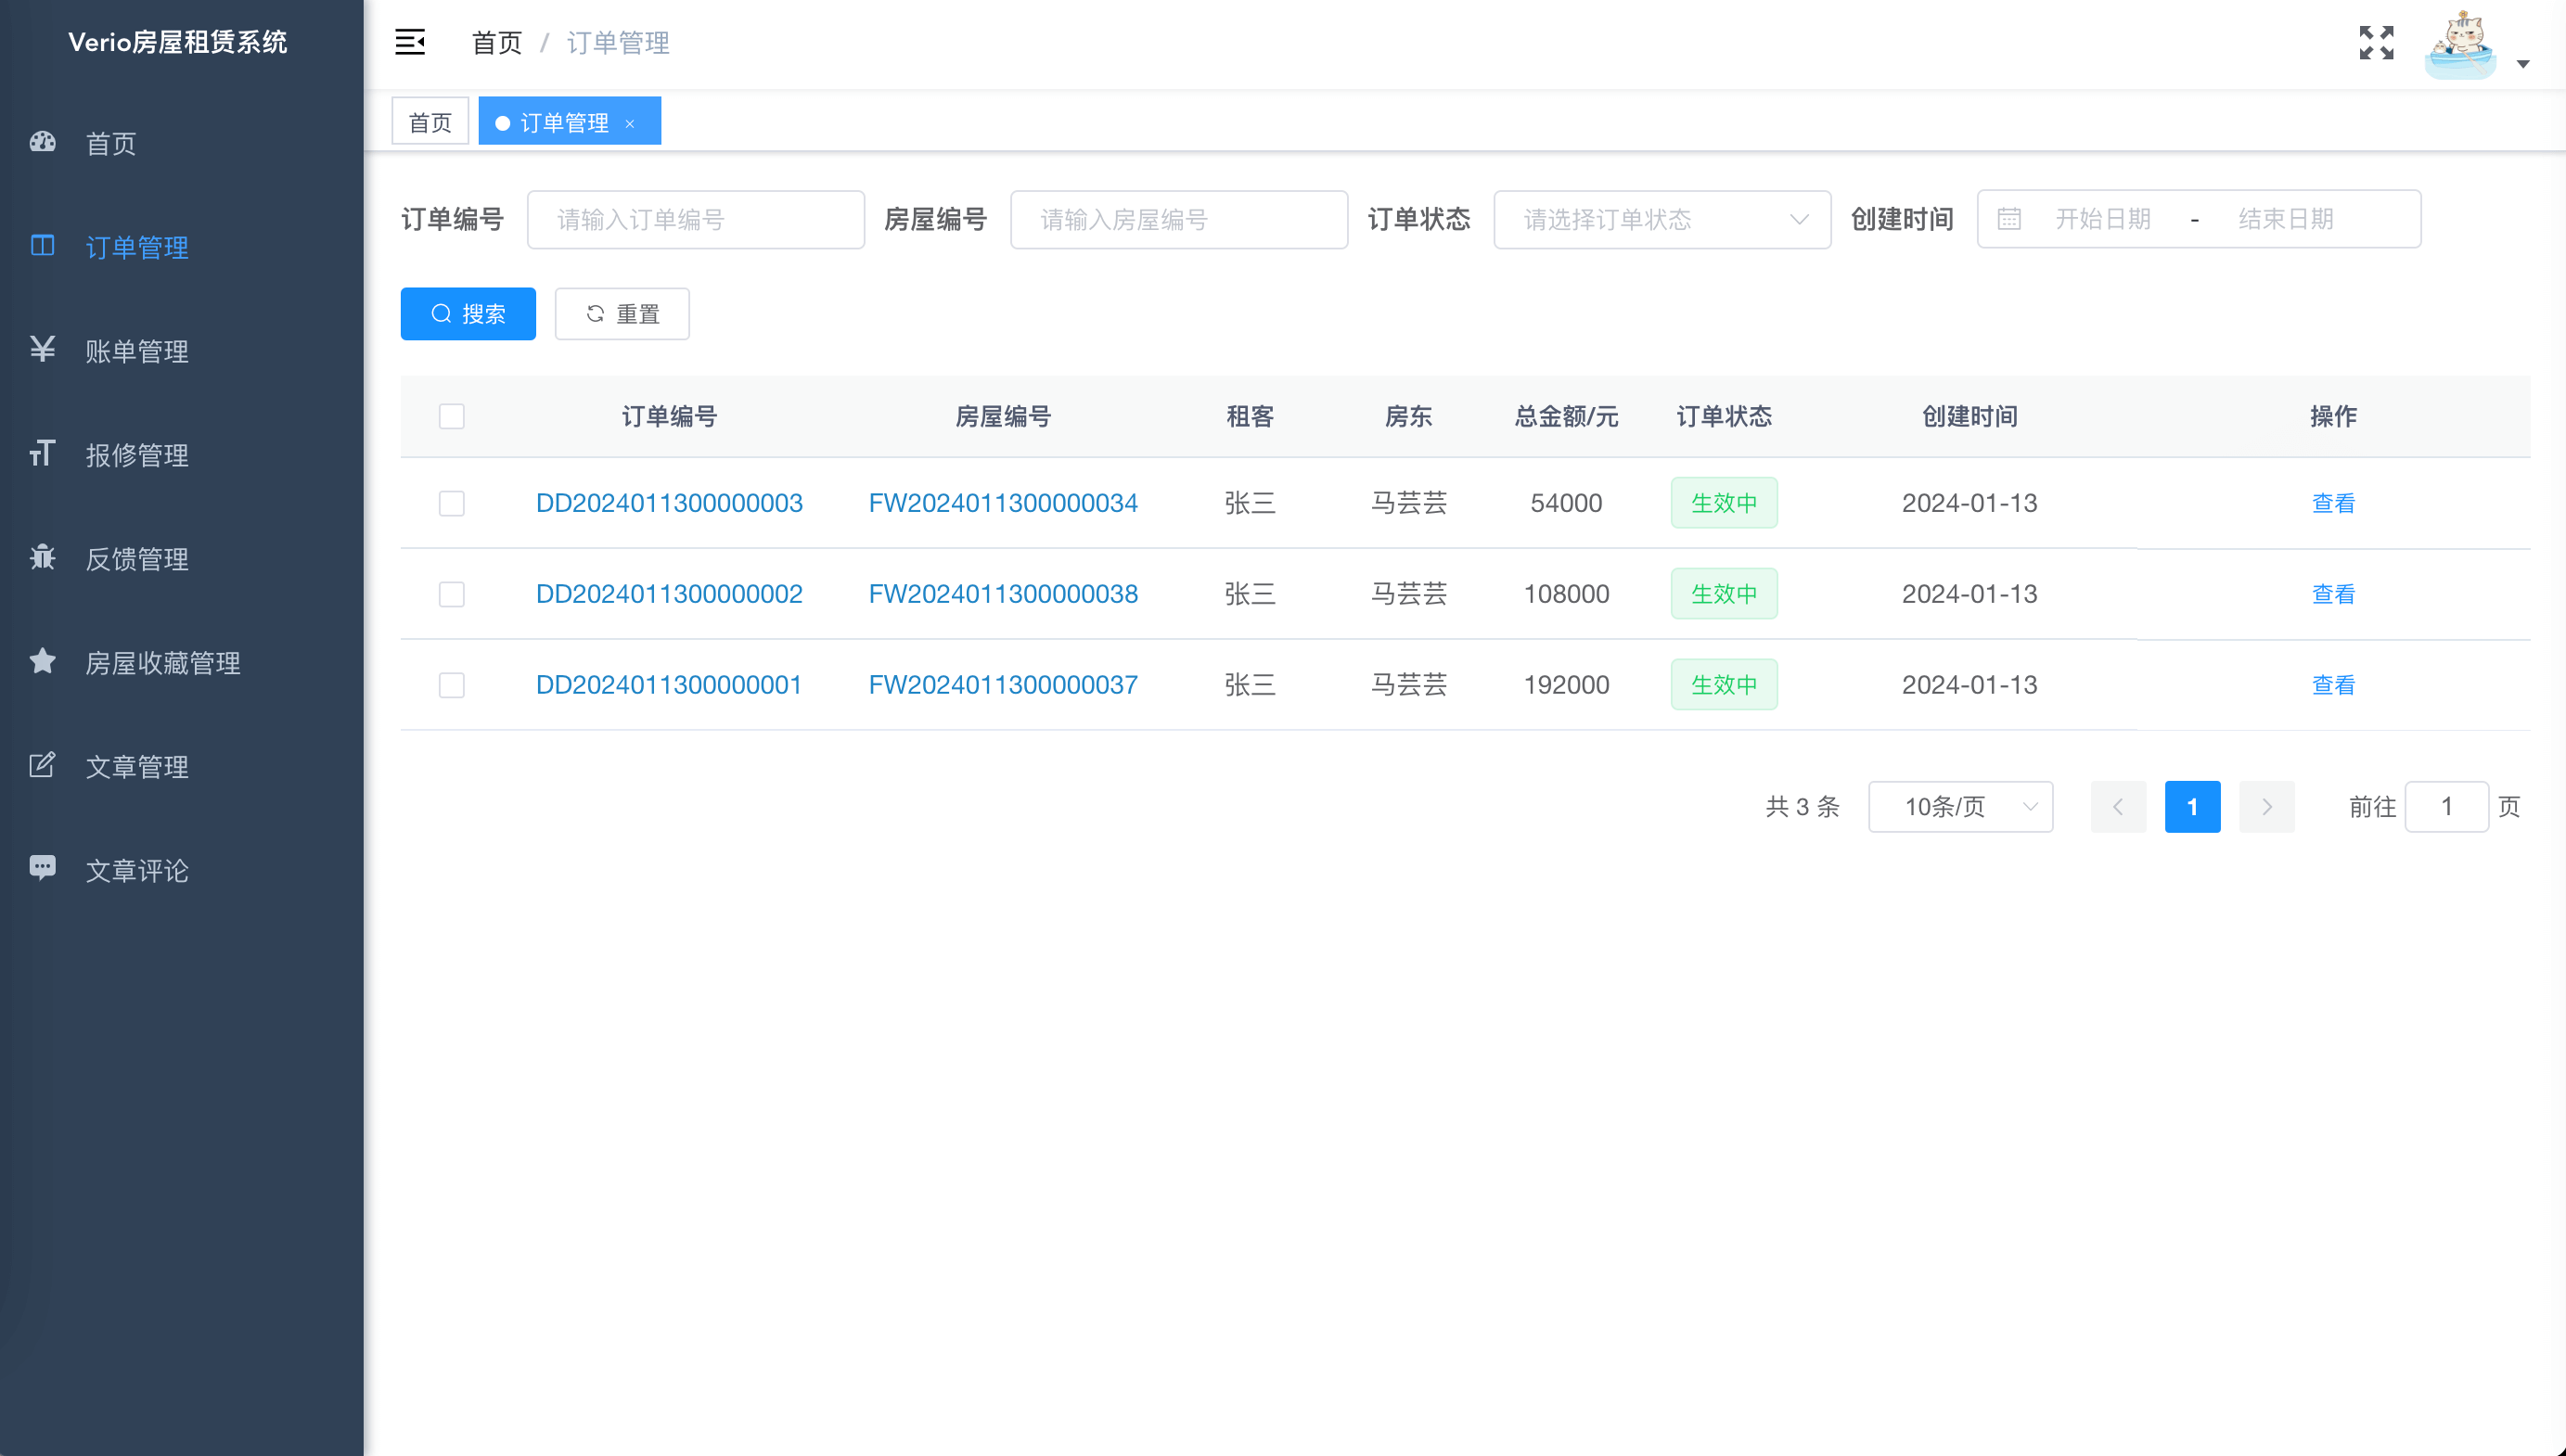 Verio房屋租赁系统
首页
订单管理
账单管理
报修管理
反馈管理
房屋收藏管理
文章管理
文章评论
首页 / 订单管理
首页 订单管理 ×
订单编号 请输入订单编号 房屋编号 请输入房屋编号 订单状态 请选择订单状态 创建时间 开始日期 - 结束日期
搜索 重置
订单编号 房屋编号 租客 房东 总金额/元 订单状态 创建时间 操作
DD2024011300000003 FW2024011300000034 张三 马芸芸 54000 生效中 2024-01-13 查看
DD2024011300000002 FW2024011300000038 张三 马芸芸 108000 生效中 2024-01-13 查看
DD2024011300000001 FW2024011300000037 张三 马芸芸 192000 生效中 2024-01-13 查看
共 3 条 10条/页 1 前往 1 页